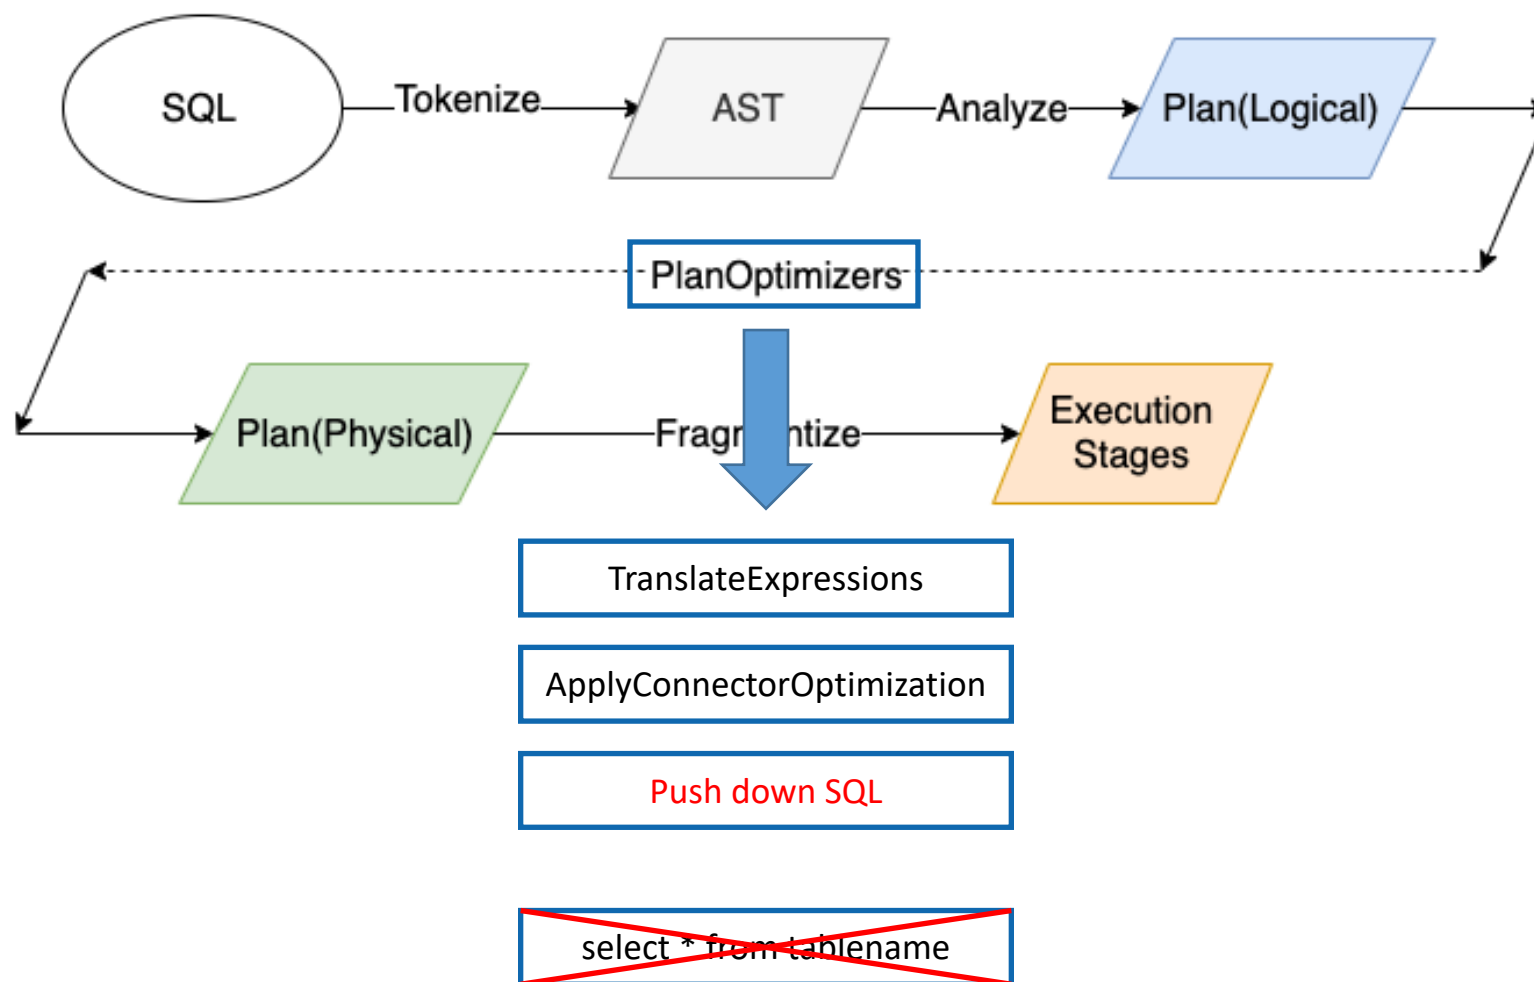 SQL
Tokenize
AST
Analyze
Plan(Logical)
PlanOptimizers
Plan(Physical)
Execution
Stages
TranslateExpressions
ApplyConnectorOptimization
Push down SQL
select * from tablename